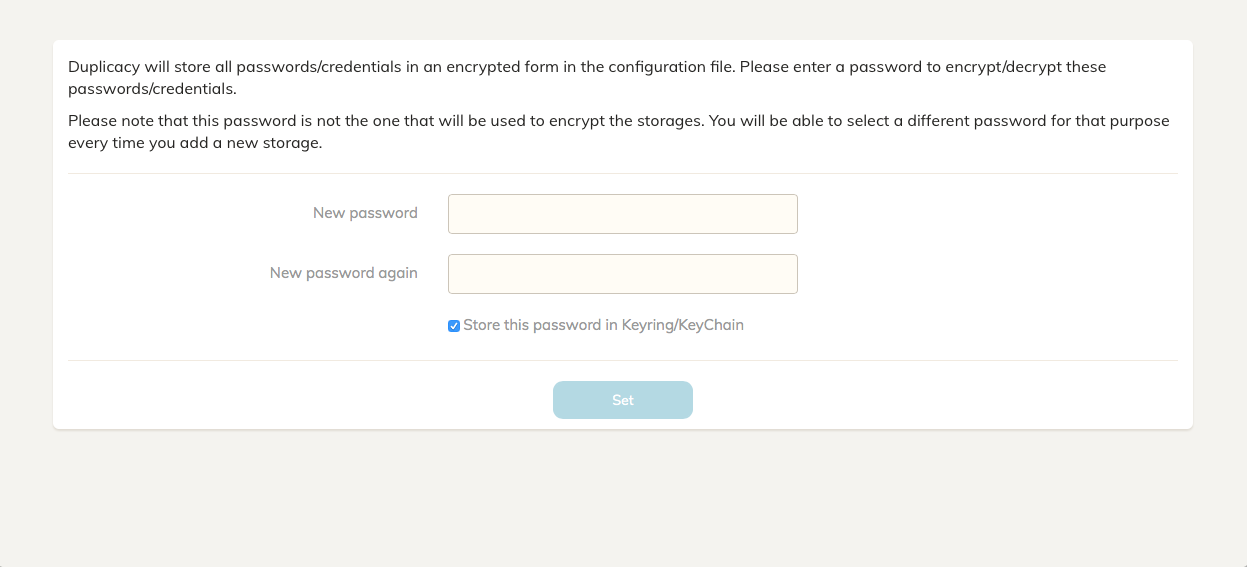 Duplicacy will store all passwords/credentials in an encrypted form in the configuration file. Please enter a password to encrypt/decrypt these
passwords/credentials.
Please note that this password is not the one that will be used to encrypt the storages. You will be able to select a different password for that purpose
every time you add a new storage.
New password
New password again
Store this password in Keyring/KeyChain
Set